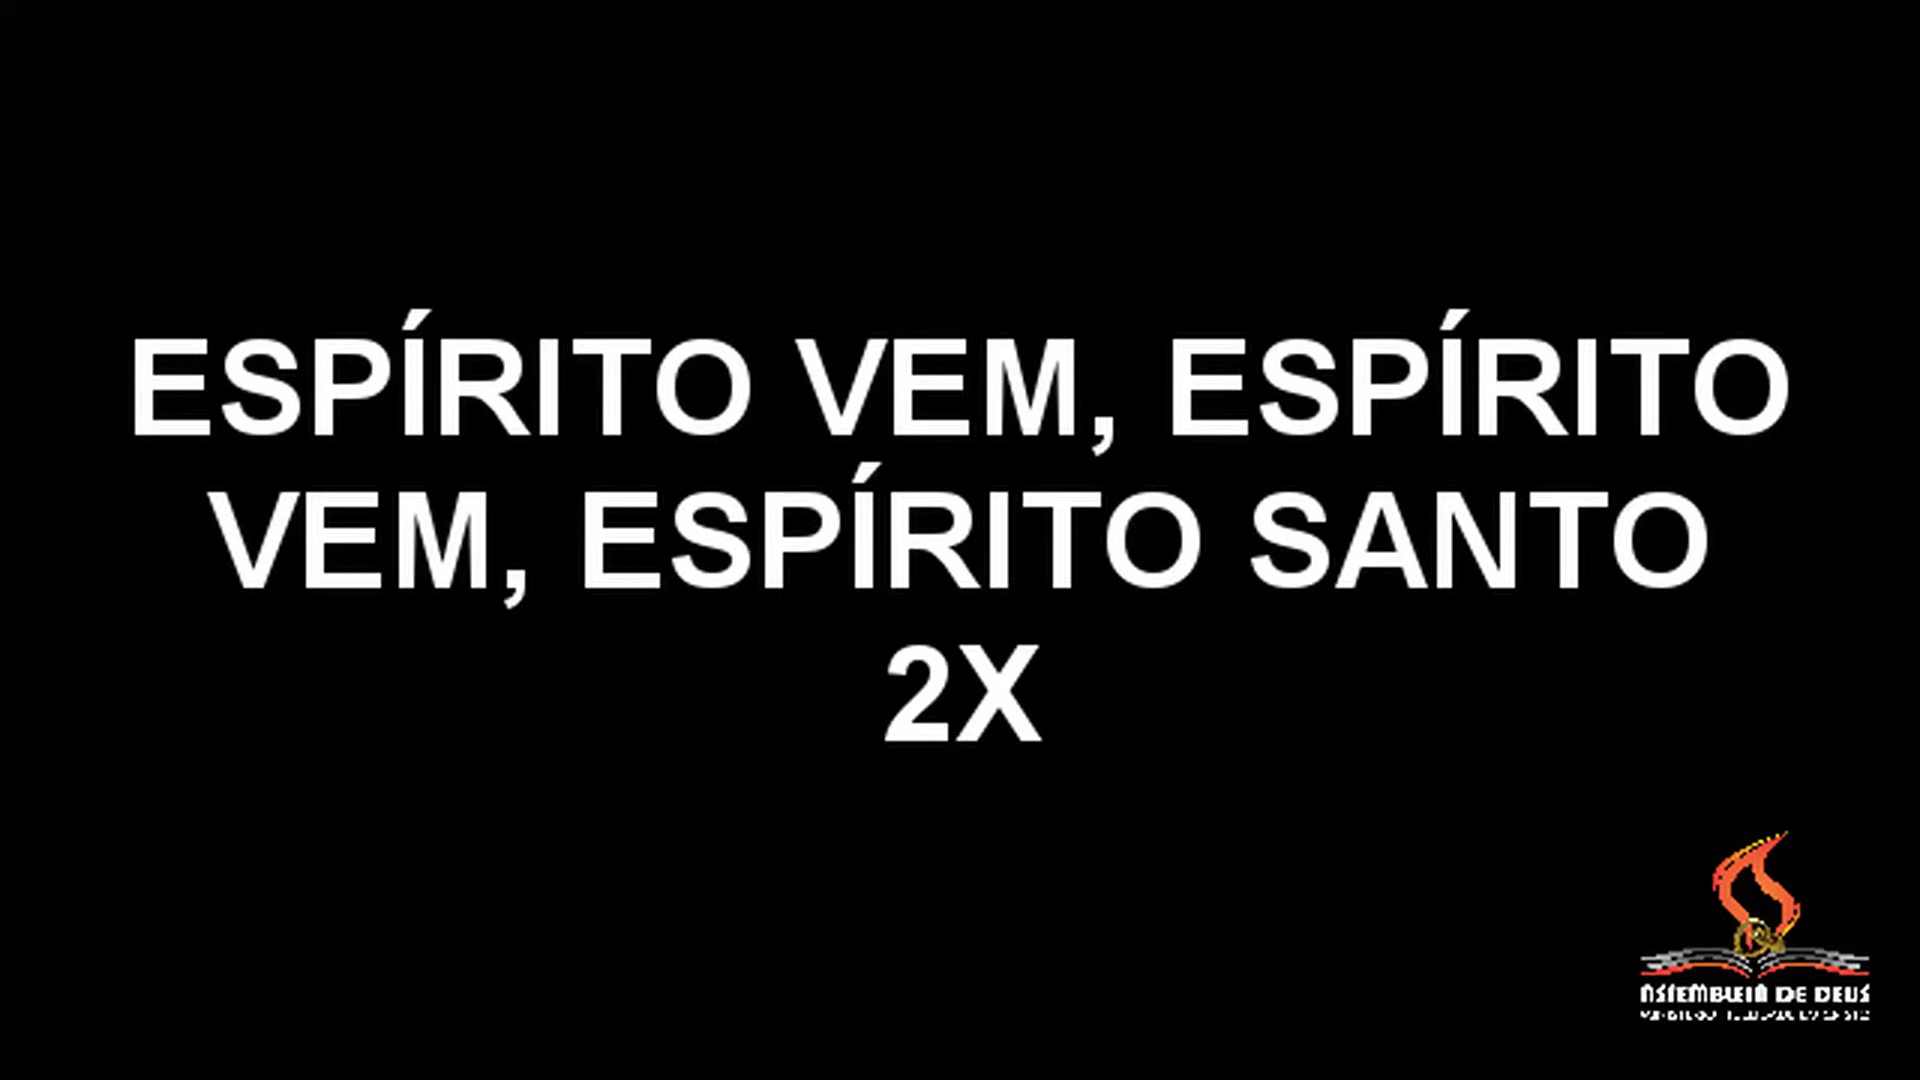 ESPÍRITO VEM, ESPÍRITO
VEM, ESPÍRITO SANTO
2X
ASSEMBLEIA DE DEUS